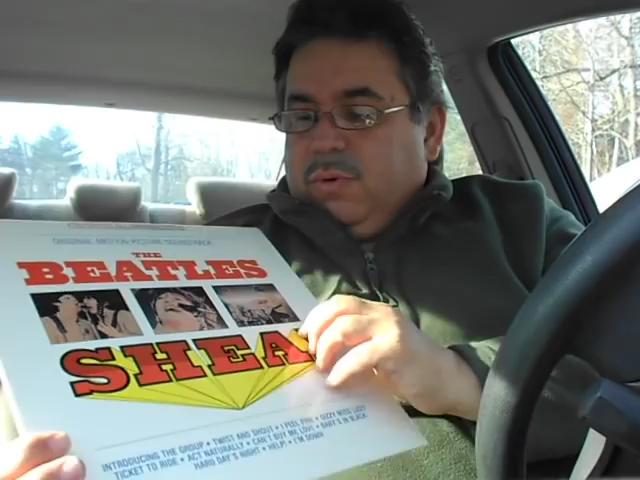 ORIGINAL MOTION PICTURE SOUNDTRACK
THE
BEATLES
SHEA
INTRODUCING THE GROUP • TWIST AND SHOUT • I FEEL FINE • DIZZY MISS LIZZY
TICKET TO RIDE • ACT NATURALLY • CAN'T BUY ME LOVE • BABY'S IN BLACK
HARD DAY'S NIGHT • HELP! • I'M DOWN